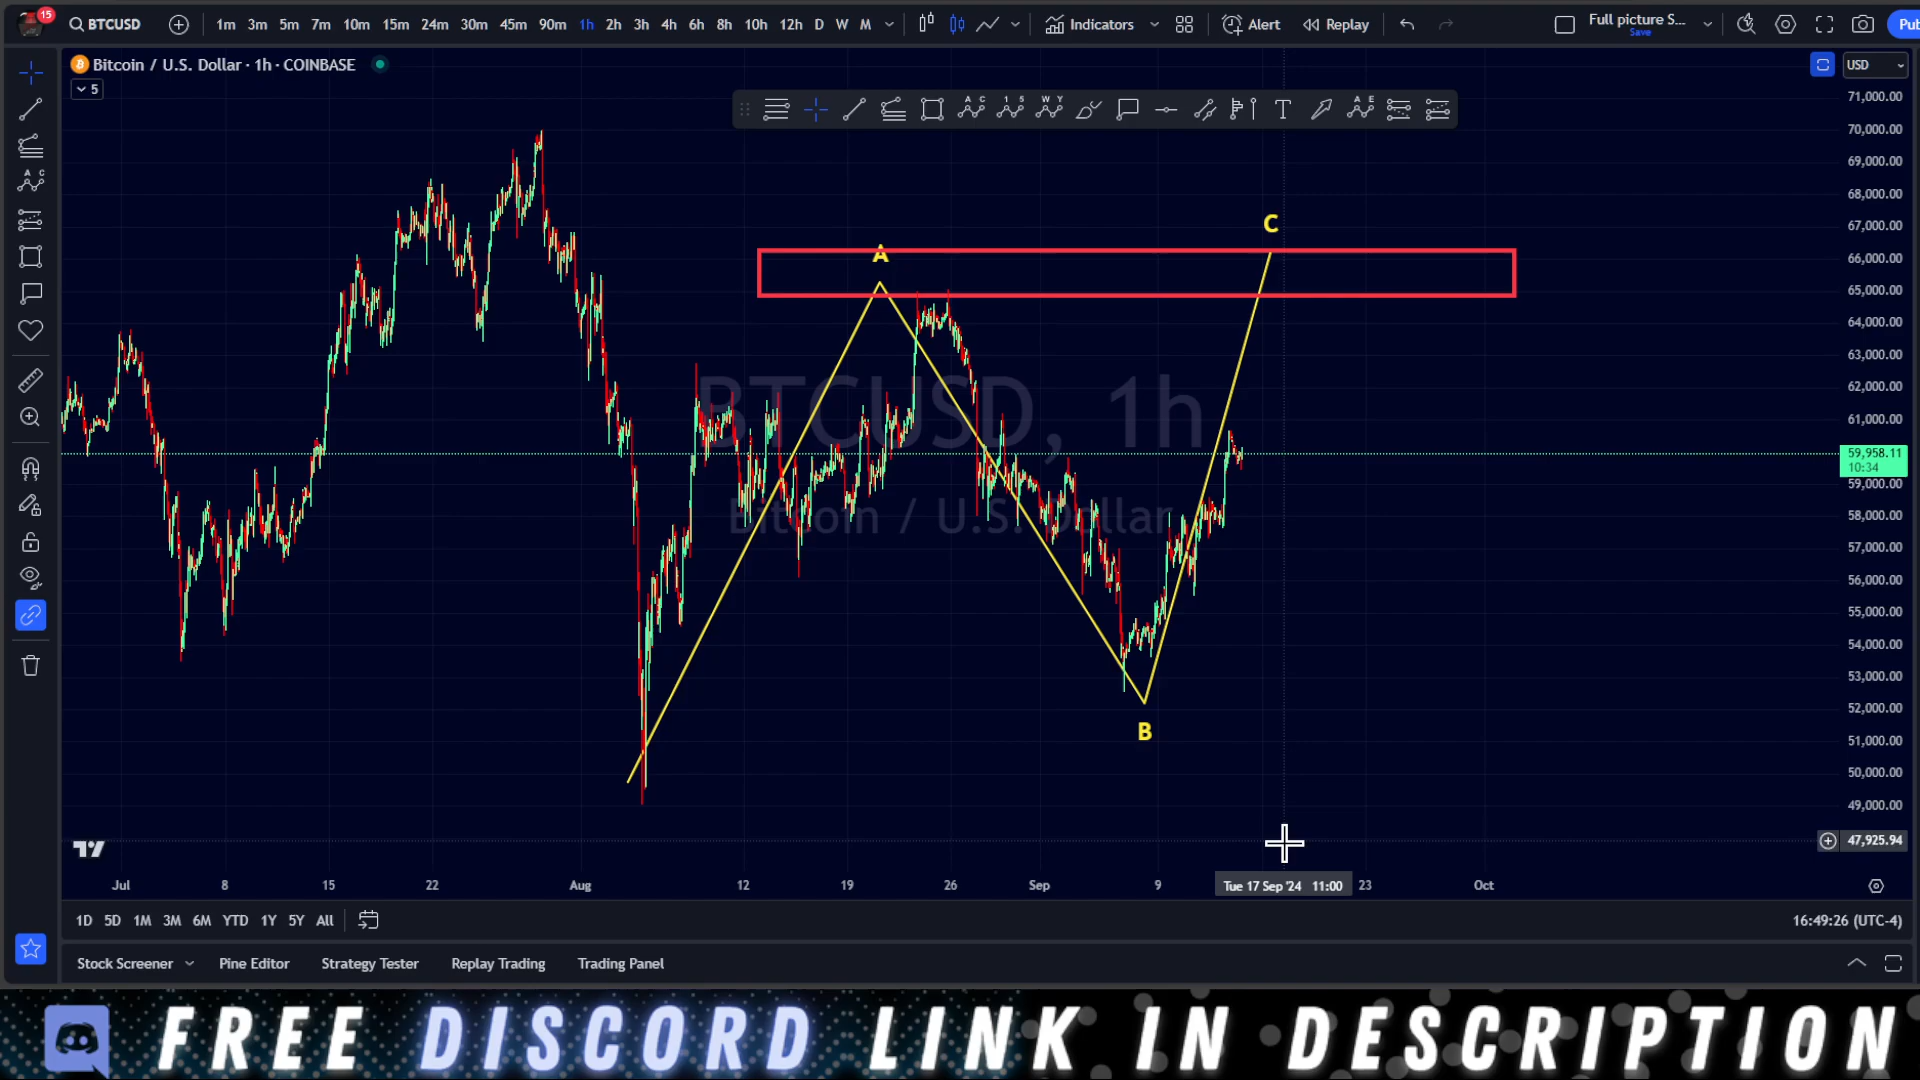 15
BTCUSD
1m 3m 5m 7m 10m 15m 24m 30m 45m 90m 1h 2h 3h 4h 6h 8h 10h 12h D W M
Indicators
Alert
Replay
Full picture S...
Save
Pub
Bitcoin / U.S. Dollar · 1h · COINBASE
5
USD
71,000.00
70,000.00
69,000.00
68,000.00
67,000.00
66,000.00
65,000.00
64,000.00
63,000.00
62,000.00
61,000.00
59,958.11
10:34
59,000.00
58,000.00
57,000.00
56,000.00
55,000.00
54,000.00
53,000.00
52,000.00
51,000.00
50,000.00
49,000.00
47,925.94
A
B
C
BTCUSD, 1h
Bitcoin / U.S. Dollar
Jul 8 15 22 Aug 12 19 26 Sep 9 Tue 17 Sep '24 11:00 23 Oct
1D 5D 1M 3M 6M YTD 1Y 5Y All
16:49:26 (UTC-4)
Stock Screener Pine Editor Strategy Tester Replay Trading Trading Panel
FREE DISCORD LINK IN DESCRIPTION